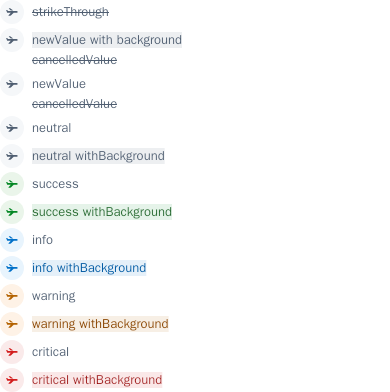 strikeThrough
newValue with background
cancelledValue
newValue
cancelledValue
neutral
neutral withBackground
success
success withBackground
info
info withBackground
warning
warning withBackground
critical
critical withBackground